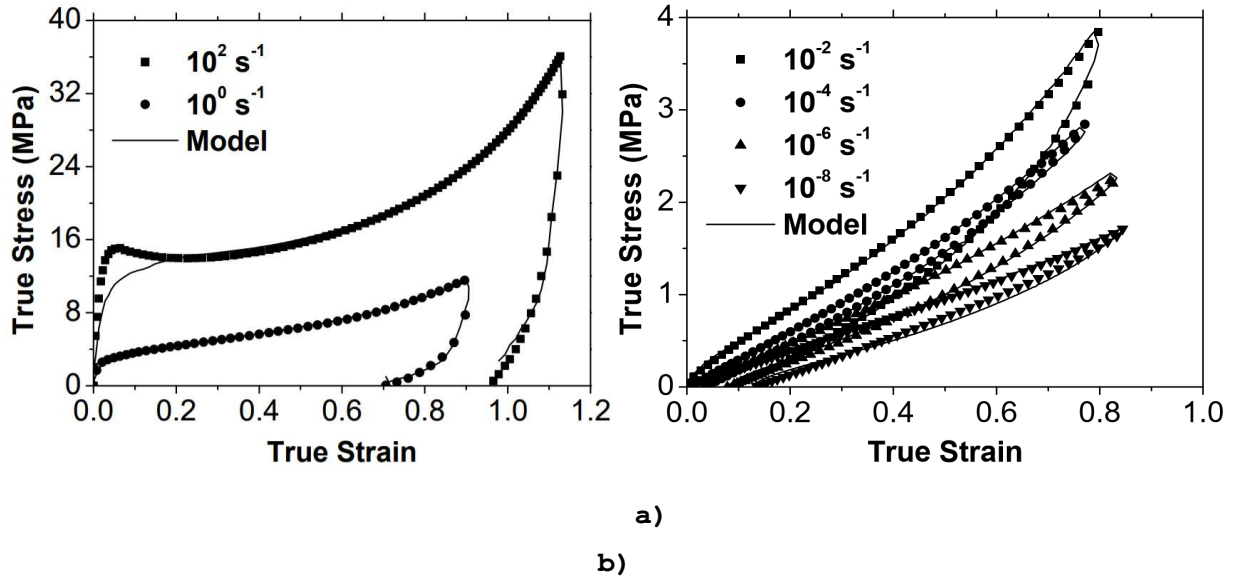 40
32
24
16
8
0
True Stress (MPa)
10² s⁻¹
10⁰ s⁻¹
Model
0.0 0.2 0.4 0.6 0.8 1.0 1.2
True Strain
4
3
2
1
0
True Stress (MPa)
10⁻² s⁻¹
10⁻⁴ s⁻¹
10⁻⁶ s⁻¹
10⁻⁸ s⁻¹
Model
0.0 0.2 0.4 0.6 0.8 1.0
True Strain
a)
b)